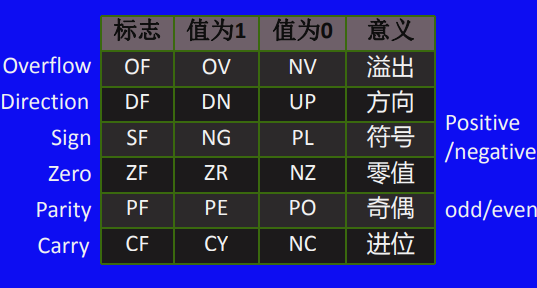 标志 值为1 值为0 意义
Overflow OF OV NV 溢出
Direction DF DN UP 方向
Sign SF NG PL 符号 Positive
/negative
Zero ZF ZR NZ 零值
Parity PF PE PO 奇偶 odd/even
Carry CF CY NC 进位